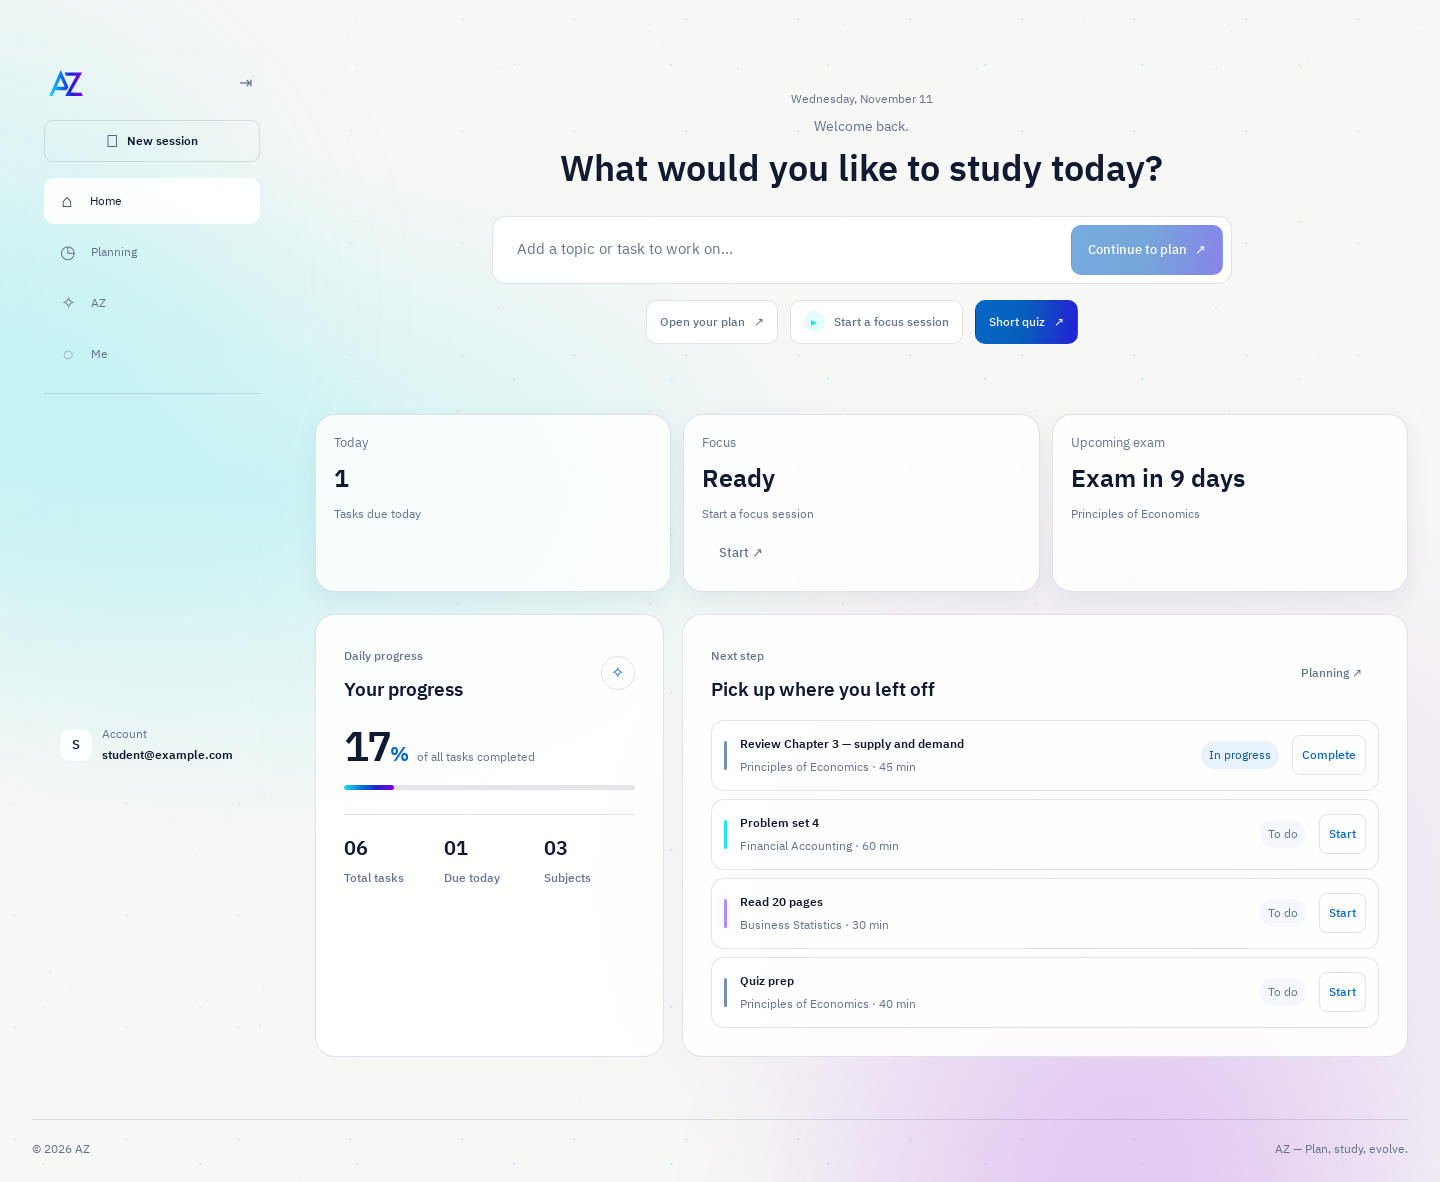 AZ
New session
Home
Planning
AZ
Me
Account
S
student@example.com
Wednesday, November 11
Welcome back.
What would you like to study today?
Add a topic or task to work on...
Continue to plan ↗
Open your plan ↗
Start a focus session
Short quiz ↗
Today
1
Tasks due today
Focus
Ready
Start a focus session
Start ↗
Upcoming exam
Exam in 9 days
Principles of Economics
Daily progress
Your progress
17% of all tasks completed
06
Total tasks
01
Due today
03
Subjects
Next step
Pick up where you left off
Planning ↗
Review Chapter 3 — supply and demand
Principles of Economics · 45 min
In progress
Complete
Problem set 4
Financial Accounting · 60 min
To do
Start
Read 20 pages
Business Statistics · 30 min
To do
Start
Quiz prep
Principles of Economics · 40 min
To do
Start
© 2026 AZ
AZ — Plan, study, evolve.